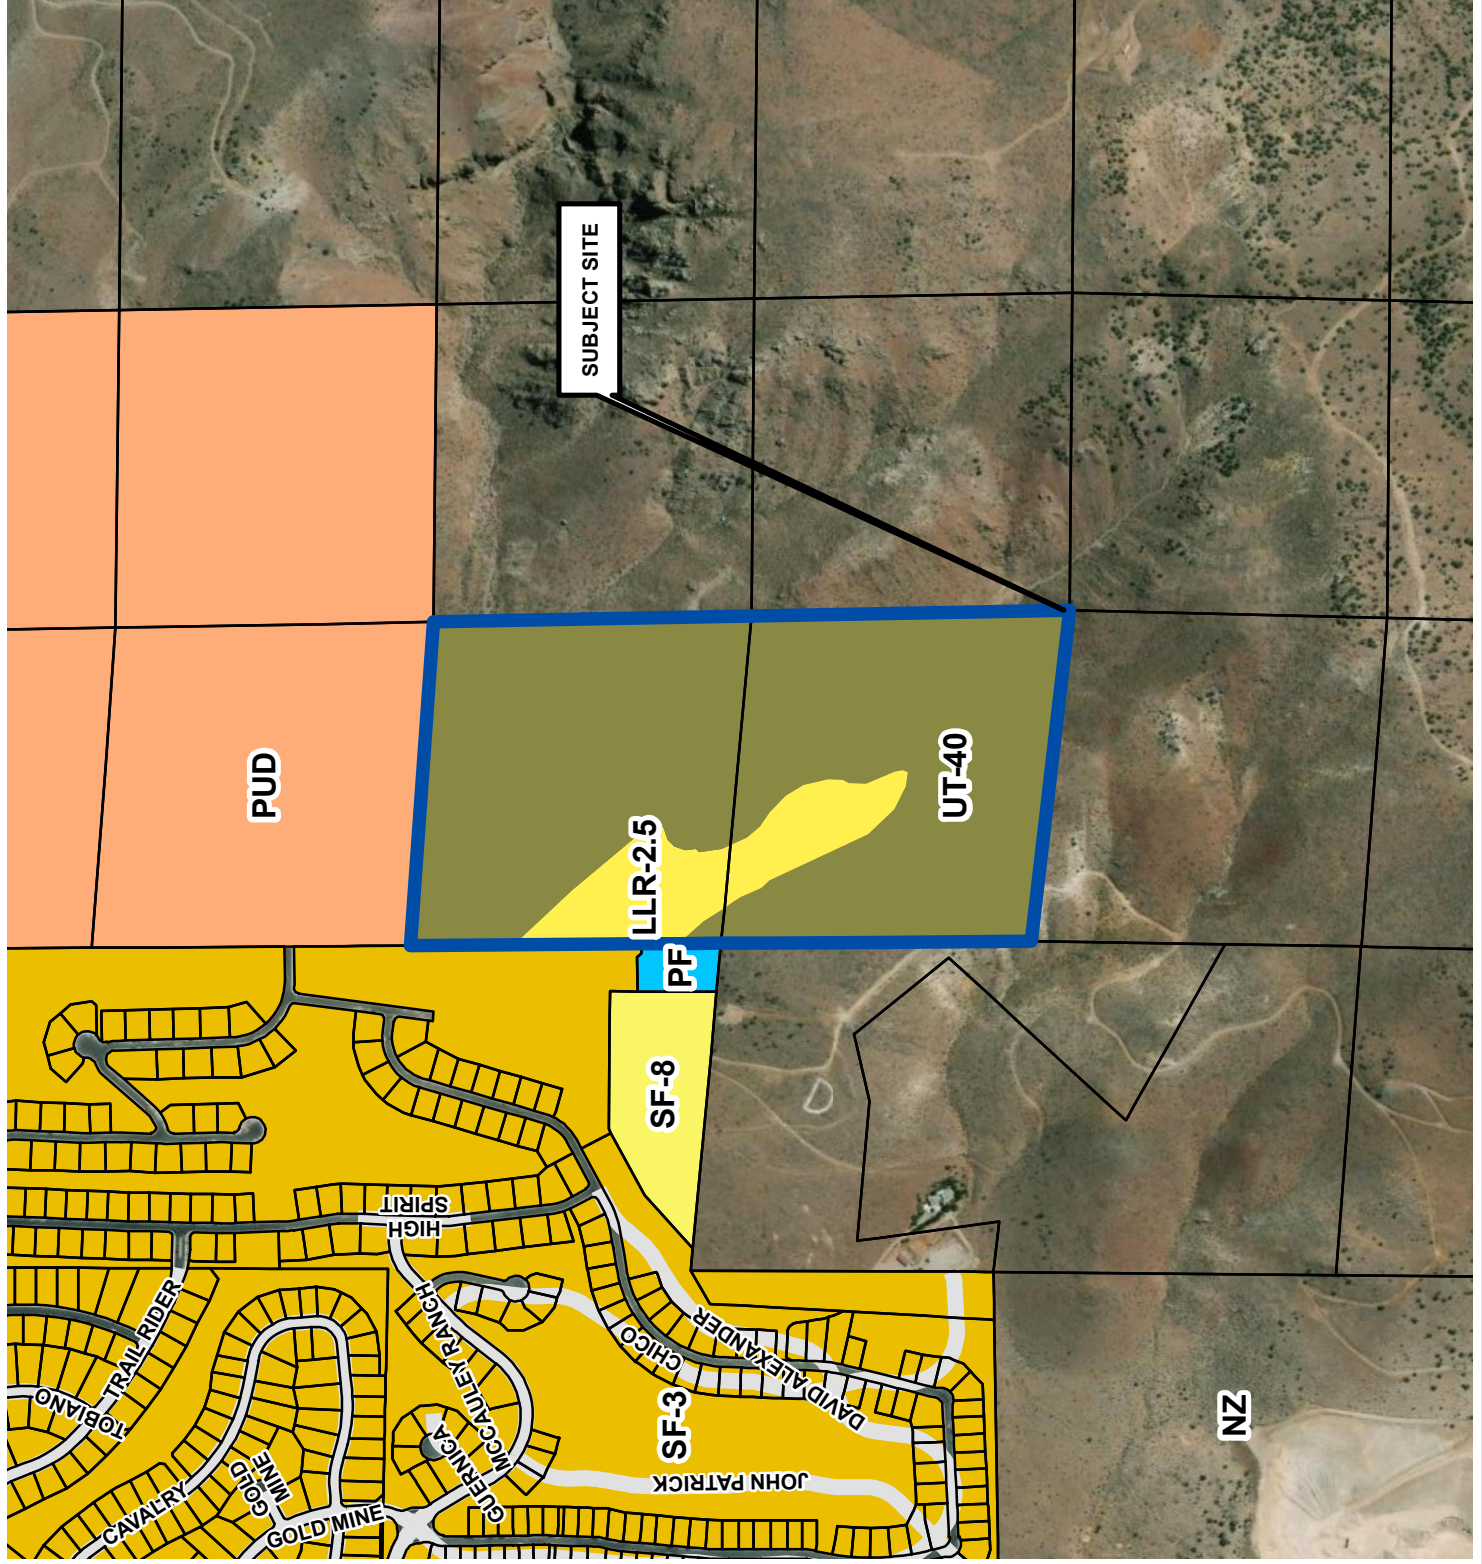 SUBJECT SITE
PUD
LLR-2.5
UT-40
PF
SF-8
HIGH
SPIRIT
TRAIL RIDER
TOBIANO
MCCAULEY RANCH
CHICO
DAVID ALEXANDER
SF-3
GUERNICA
JOHN PATRICK
CAVALRY
GOLD
MINE
GOLD MINE
NZ